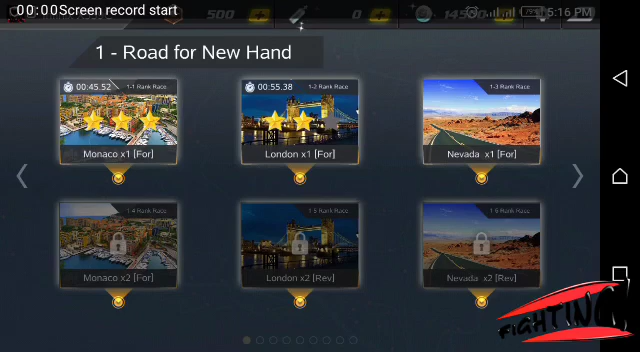 00:00Screen record start
500
0
79%
5:16 PM
1 - Road for New Hand
00:45.52
1-1 Rank Race
Monaco x1 [For]
00:55.38
1-2 Rank Race
London x1 [For]
1-3 Rank Race
Nevada x1 [For]
1-4 Rank Race
Monaco x2 [For]
1-5 Rank Race
London x2 [Rev]
1-6 Rank Race
Nevada x2 [Rev]
FIGHTING